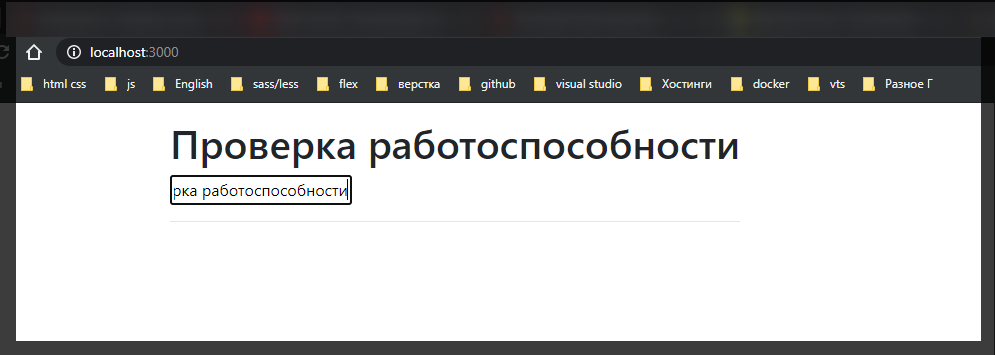 localhost:3000
html css js English sass/less flex верстка github visual studio Хостинги docker vts Разное Г
Проверка работоспособности
рка работоспособности